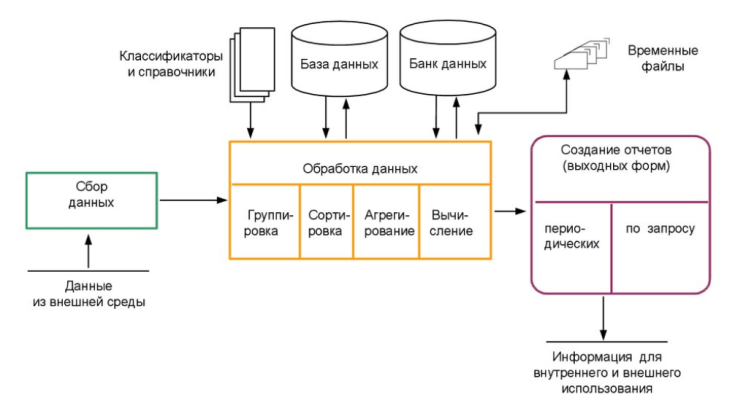 Классификаторы
и справочники
База данных
Банк данных
Временные
файлы
Обработка данных
Группи-
ровка
Сорти-
ровка
Агреги-
рование
Вычи-
сление
Сбор
данных
Данные
из внешней среды
Создание отчетов
(выходных форм)
перио-
дических
по запросу
Информация для
внутреннего и внешнего
использования